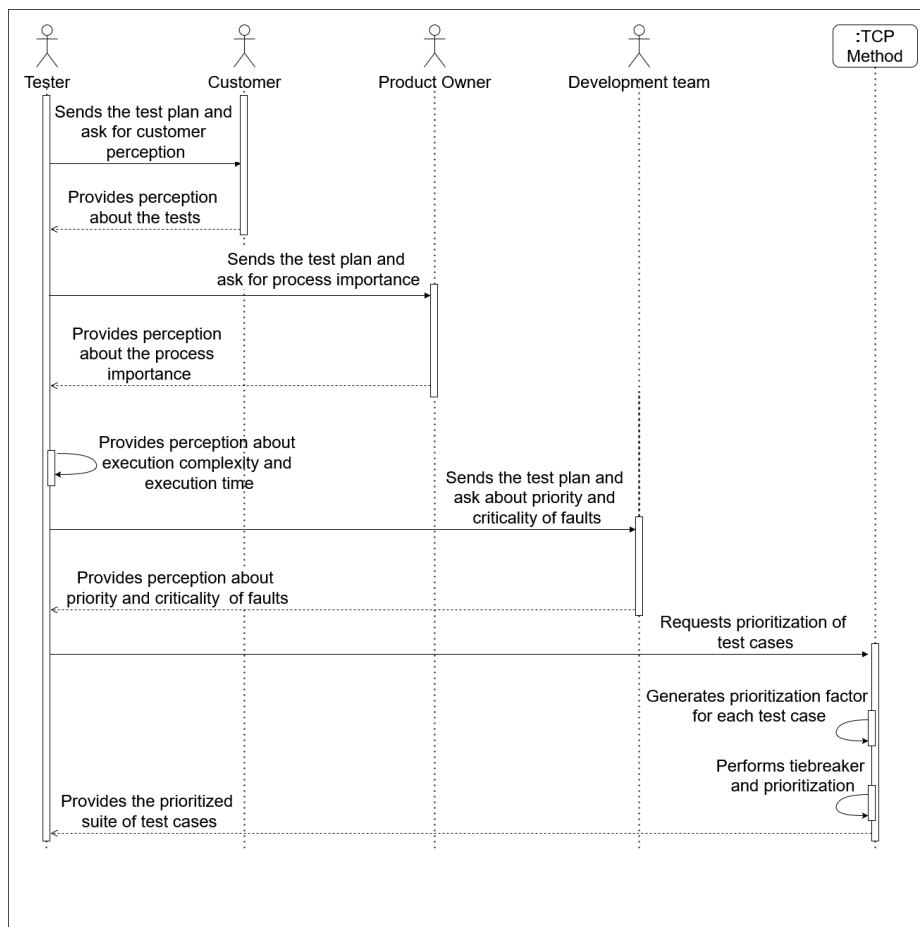 Tester
Customer
Product Owner
Development team
:TCP
Method
Sends the test plan and
ask for customer
perception
Provides perception
about the tests
Sends the test plan and
ask for process importance
Provides perception
about the process
importance
Provides perception about
execution complexity and
execution time
Sends the test plan and
ask about priority and
criticality of faults
Provides perception about
priority and criticality  of faults
Requests prioritization of
test cases
Generates prioritization factor
for each test case
Performs tiebreaker
and prioritization
Provides the prioritized
suite of test cases